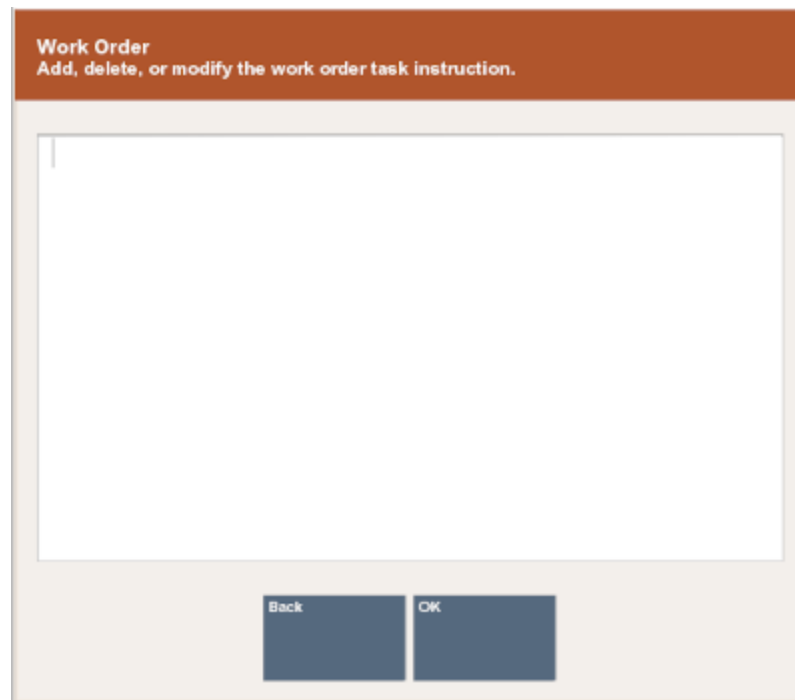 Work Order
Add, delete, or modify the work order task instruction.
Back
OK